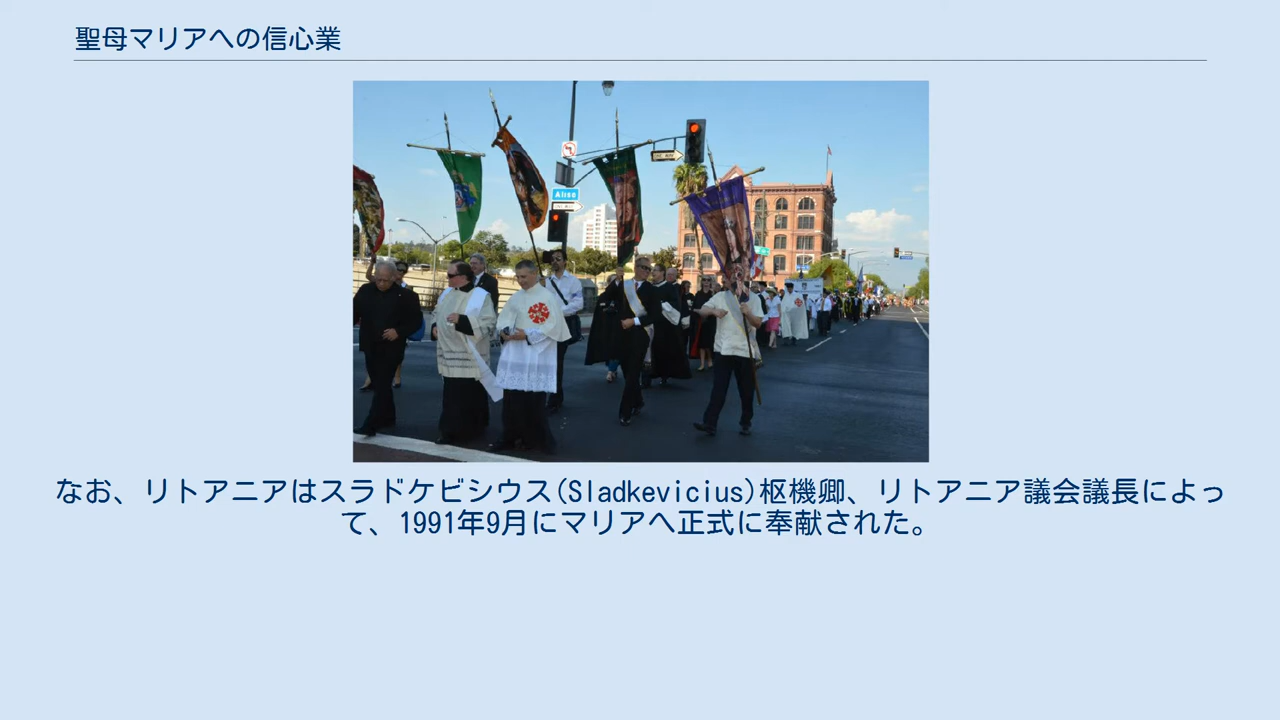 聖母マリアへの信心業
Aliso
ONE WAY
なお、リトアニアはスラドケビシウス(Sladkevicius)枢機卿、リトアニア議会議長によっ
て、1991年9月にマリアへ正式に奉献された。